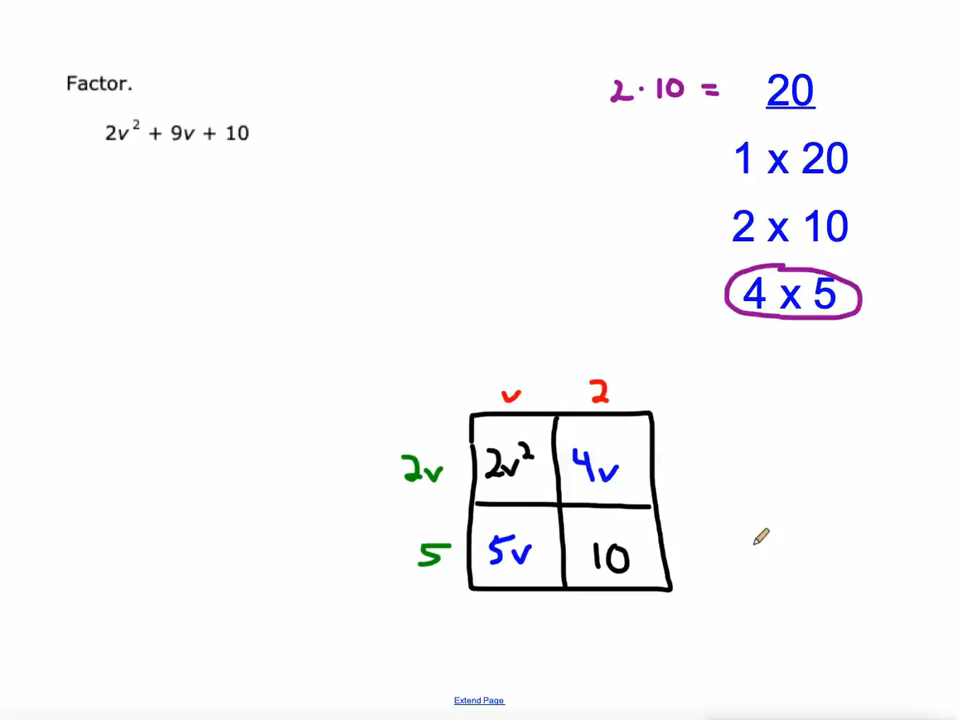 Factor.
2v² + 9v + 10
2 · 10 = 20
1 x 20
2 x 10
4 x 5
v 2
2v 2v² 4v
5 5v 10
Extend Page